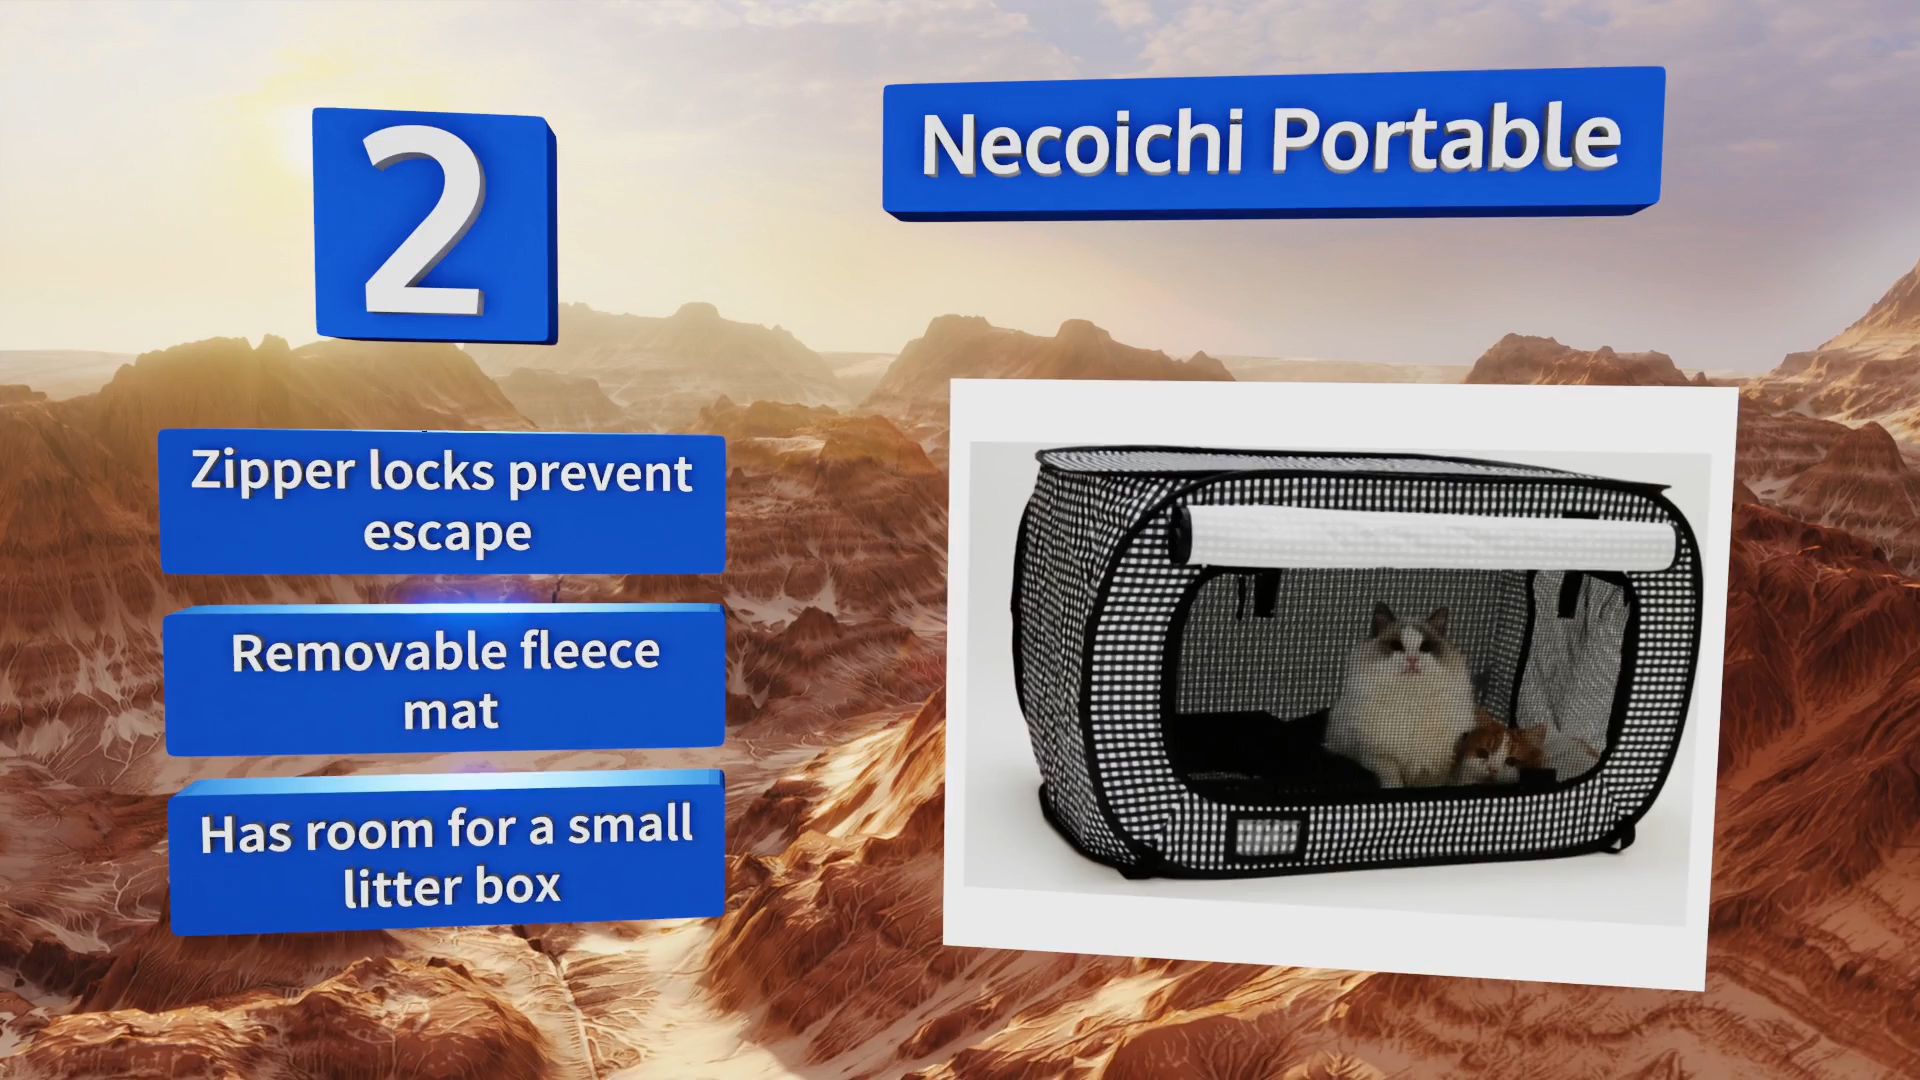 2
Necoichi Portable
Zipper locks prevent
escape
Removable fleece
mat
Has room for a small
litter box